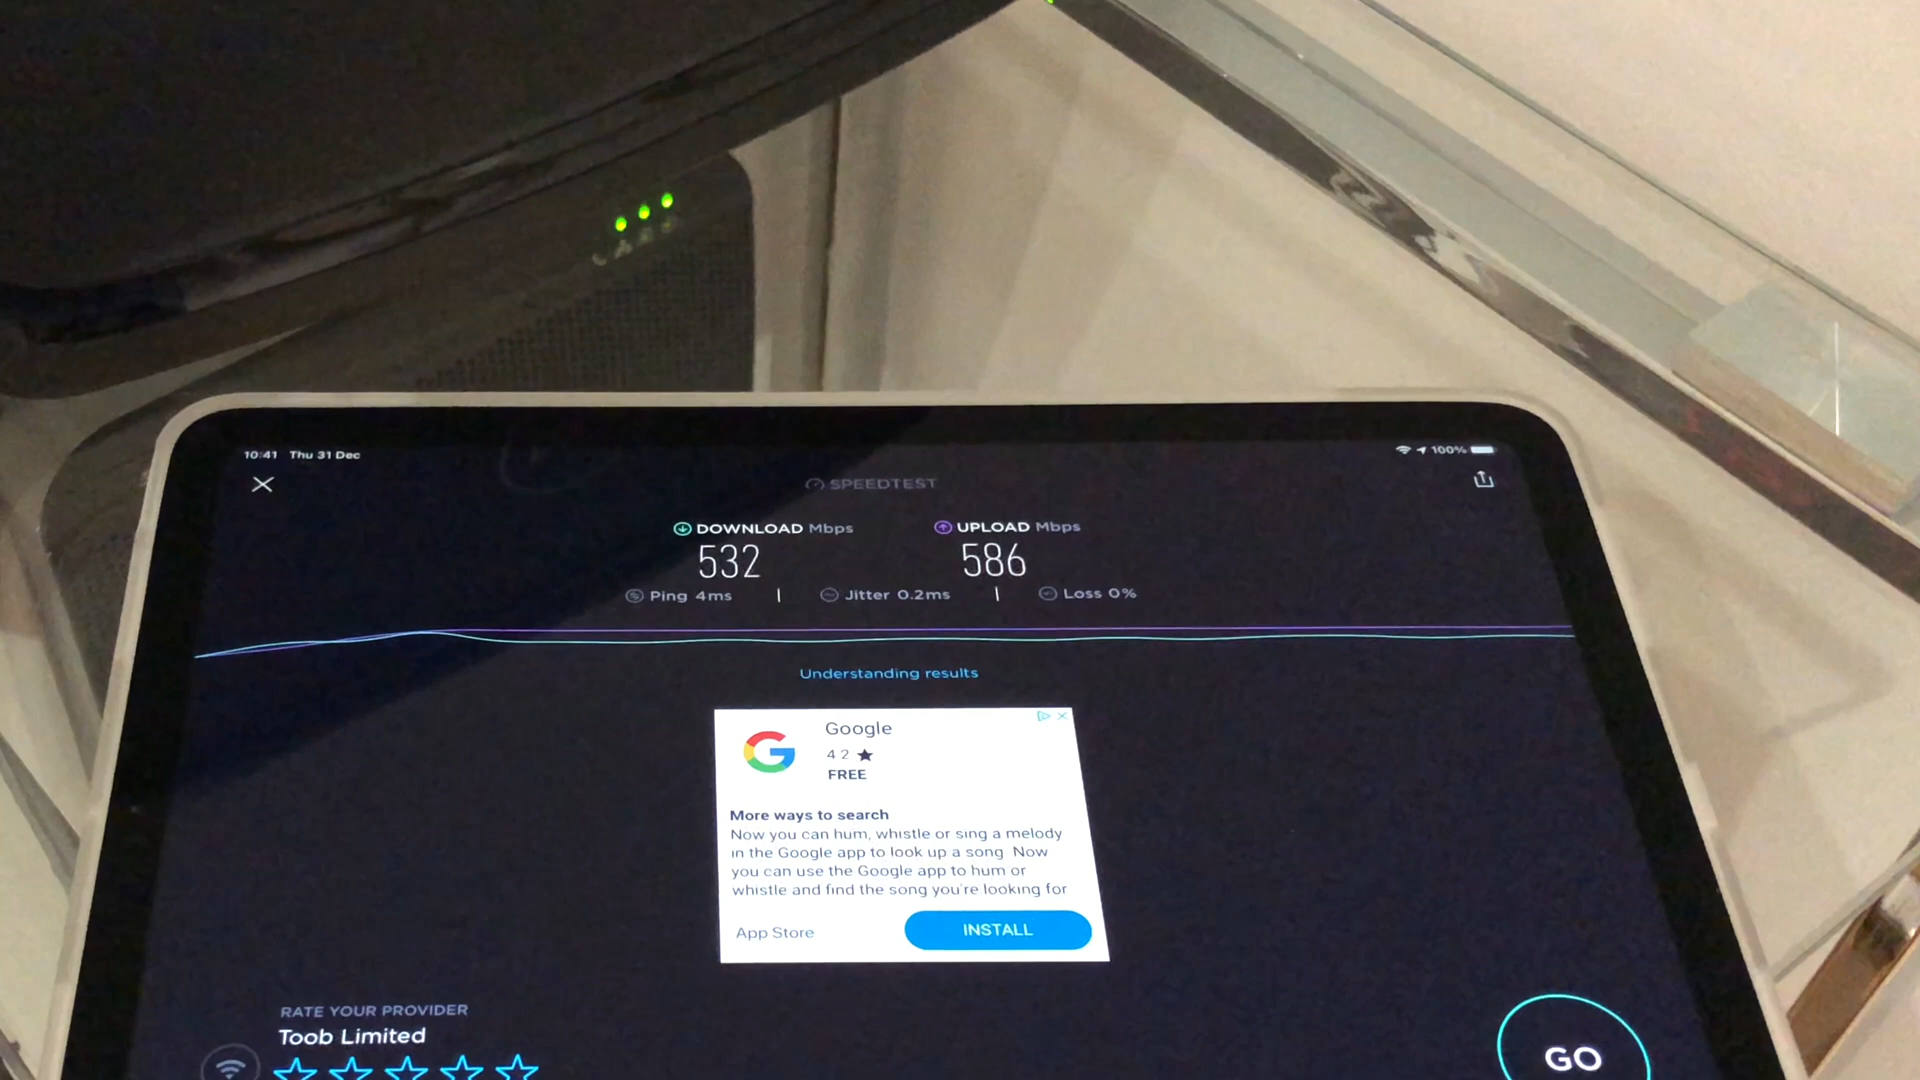 10:41 Thu 31 Dec
100%
SPEEDTEST
DOWNLOAD Mbps
532
UPLOAD Mbps
586
Ping 4ms | Jitter 0.2ms | Loss 0%
Understanding results
Google
4 2 ★
FREE
More ways to search
Now you can hum, whistle or sing a melody
in the Google app to look up a song Now
you can use the Google app to hum or
whistle and find the song you're looking for
App Store
INSTALL
RATE YOUR PROVIDER
Toob Limited
GO